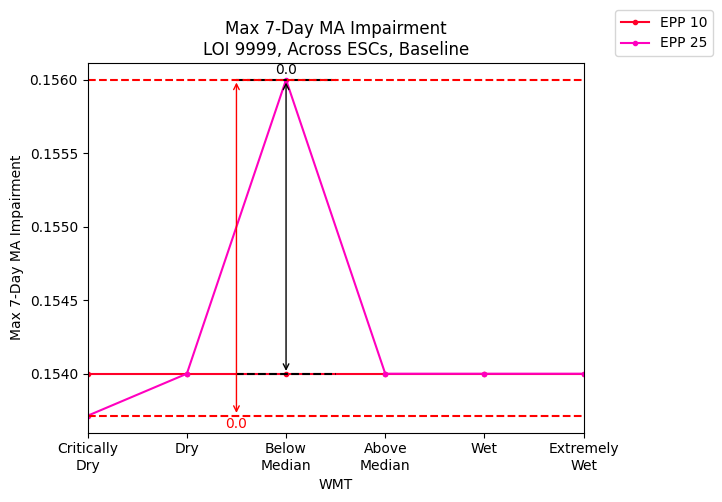 Max 7-Day MA Impairment
LOI 9999, Across ESCs, Baseline
EPP 10
EPP 25
Max 7-Day MA Impairment
0.1560
0.1555
0.1550
0.1545
0.1540
0.0
0.0
Critically
Dry
Dry
Below
Median
Above
Median
Wet
Extremely
Wet
WMT